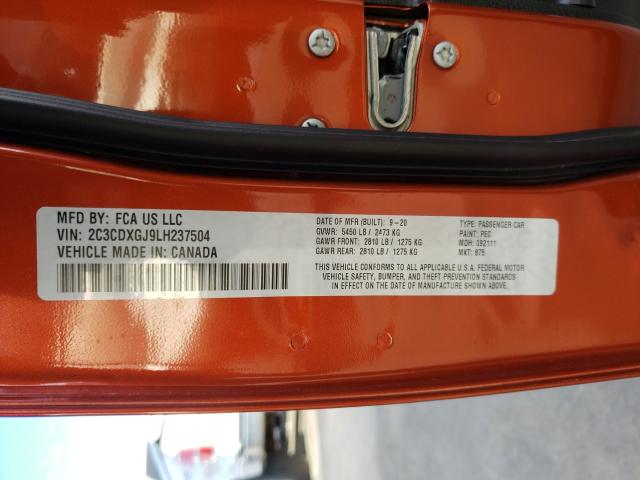 MFD BY: FCA US LLC
VIN: 2C3CDXGJ9LH237504
VEHICLE MADE IN: CANADA
DATE OF MFR (BUILT): 9-20
GVWR: 5450 LB / 2473 KG
GAWR FRONT: 2810 LB / 1275 KG
GAWR REAR: 2810 LB / 1275 KG
THIS VEHICLE CONFORMS TO ALL APPLICABLE U.S.A. FEDERAL MOTOR
VEHICLE SAFETY, BUMPER, AND THEFT PREVENTION STANDARDS
IN EFFECT ON THE DATE OF MANUFACTURE SHOWN ABOVE.
TYPE: PASSENGER CAR
PAINT: PEC
MDH: 092111
MKT: 875